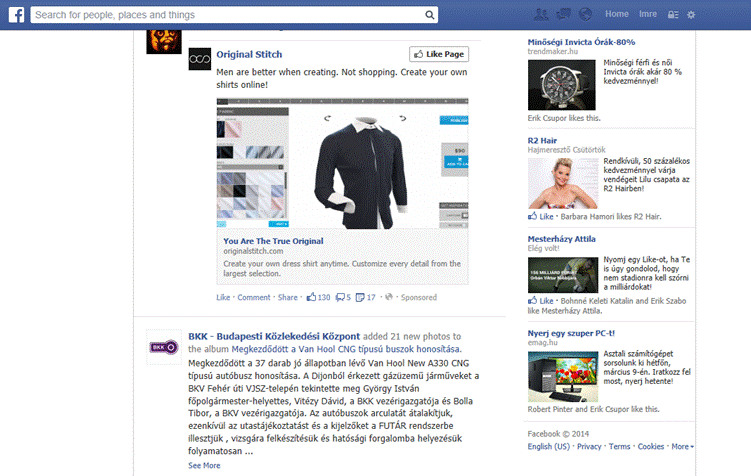 Search for people, places and things
Home
Imre
Original Stitch
Like Page
Men are better when creating. Not shopping. Create your own
shirts online!
$90
You Are The True Original
originalstitch.com
Create your own dress shirt anytime. Customize every detail from the
largest selection.
Like · Comment · Share · 130 5 17 · Sponsored
BKK
BKK - Budapesti Közlekedési Központ added 21 new photos to
the album Megkezdődött a Van Hool CNG típusú buszok honosítása.
Megkezdődött a 37 darab jó állapotban lévő Van Hool New A330 CNG
típusú autóbusz honosítása. A Dijonból érkezett gázüzemű járműveket a
BKV Fehér úti VJSZ-telepén tekintette meg György István
főpolgármester-helyettes, Vitézy Dávid, a BKK vezérigazgatója és Bolla
Tibor, a BKV vezérigazgatója. Az autóbuszok arculatát átalakítjuk,
ezenkívül az utastájékoztatást és a kijelzőket a FUTÁR rendszerbe
illesztjük , vizsgára felkészítésük és hatósági forgalomba helyezésük
folyamatosan ...
See More
Minőségi Invicta Órák-80%
trendmaker.hu
Minőségi férfi és női
Invicta órák akár 80 %
kedvezménnyel!
Erik Csupor likes this.
R2 Hair
Hajmeresztő Csütörtök
Rendkívüli, 50 százalékos
kedvezménnyel várja
vendégeit Lilu csapata az
R2 Hairben!
Like · Barbara Hamori likes R2 Hair.
Mesterházy Attila
Elég volt!
Nyomj egy Like-ot, ha Te
is úgy gondolod, hogy
nem stadionra kell szórni
a milliárdokat!
Like · Bohnné Keleti Katalin and Erik Szabo
like Mesterházy Attila.
Nyerj egy szuper PC-t!
emag.hu
Asztali számítógépet
sorsolunk ki hétfőn,
március 9-én. Iratkozz fel
most, nyerj hetente!
Robert Pinter and Erik Csupor like this.
Facebook © 2014
English (US) · Privacy · Terms · Cookies · More